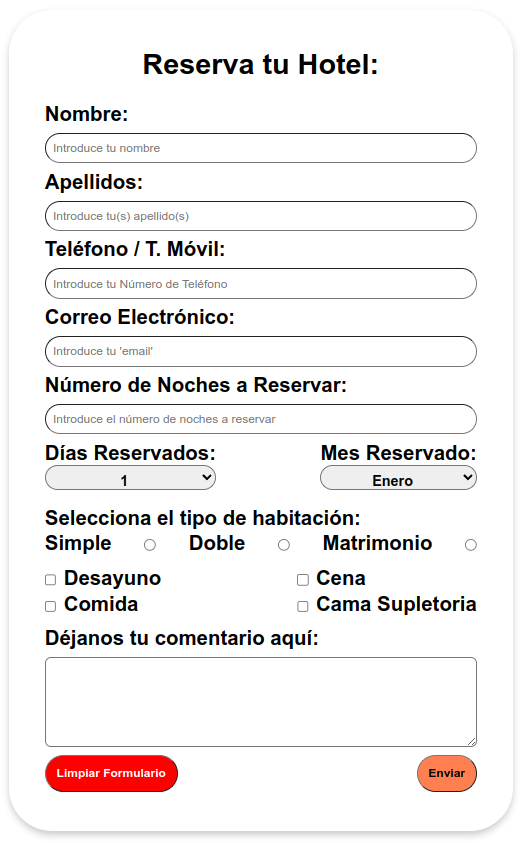 Reserva tu Hotel:
Nombre:
Introduce tu nombre
Apellidos:
Introduce tu(s) apellido(s)
Teléfono / T. Móvil:
Introduce tu Número de Teléfono
Correo Electrónico:
Introduce tu 'email'
Número de Noches a Reservar:
Introduce el número de noches a reservar
Días Reservados: Mes Reservado:
1 Enero
Selecciona el tipo de habitación:
Simple Doble Matrimonio
Desayuno Cena
Comida Cama Supletoria
Déjanos tu comentario aquí:
Limpiar Formulario Enviar